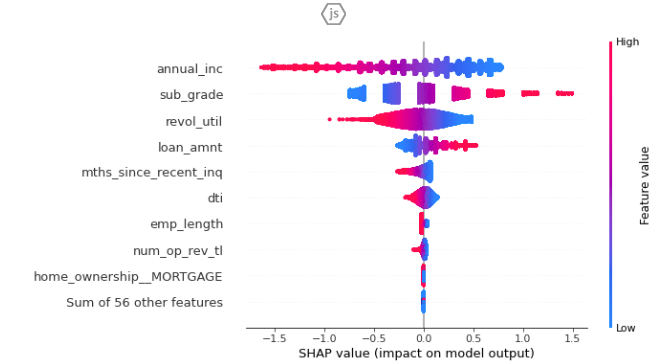 js
High
annual_inc
sub_grade
revol_util
loan_amnt
mths_since_recent_inq
dti
emp_length
num_op_rev_tl
home_ownership__MORTGAGE
Sum of 56 other features
Low
Feature value
−1.5 −1.0 −0.5 0.0 0.5 1.0 1.5
SHAP value (impact on model output)